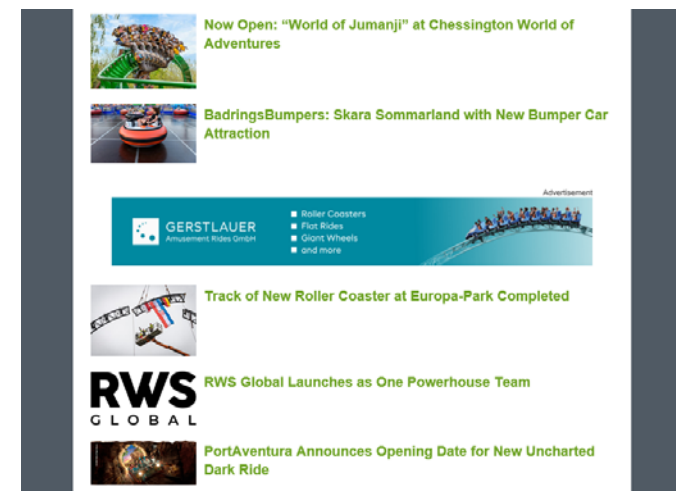 Now Open: “World of Jumanji” at Chessington World of
Adventures
BadringsBumpers: Skara Sommarland with New Bumper Car
Attraction
Advertisement
GERSTLAUER
Amusement Rides GmbH
Roller Coasters
Flat Rides
Giant Wheels
and more
Track of New Roller Coaster at Europa-Park Completed
RWS Global Launches as One Powerhouse Team
RWS
GLOBAL
PortAventura Announces Opening Date for New Uncharted
Dark Ride